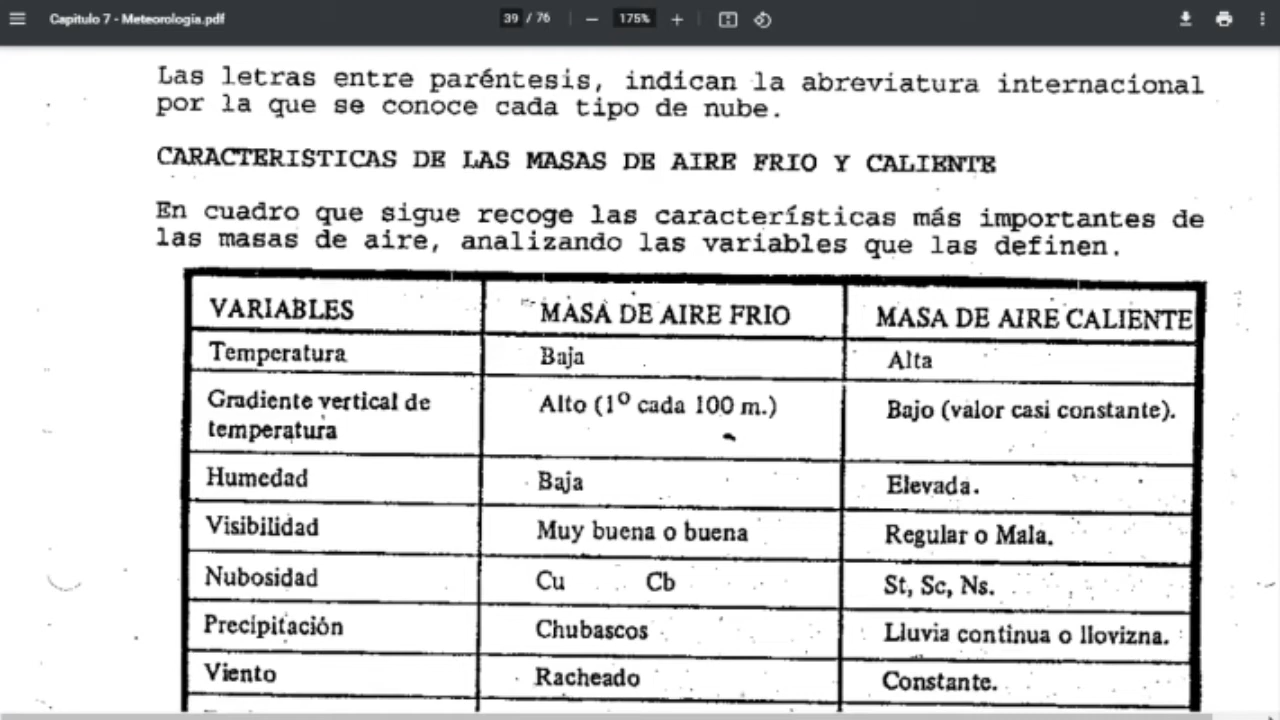 Capitulo 7 - Meteorologia.pdf
39 / 76
175%
Las letras entre paréntesis, indican la abreviatura internacional
por la que se conoce cada tipo de nube.
CARACTERISTICAS DE LAS MASAS DE AIRE FRIO Y CALIENTE
En cuadro que sigue recoge las características más importantes de
las masas de aire, analizando las variables que las definen.
VARIABLES MASA DE AIRE FRIO MASA DE AIRE CALIENTE
Temperatura Baja Alta
Gradiente vertical de Alto (1º cada 100 m.) Bajo (valor casi constante).
temperatura
Humedad Baja Elevada.
Visibilidad Muy buena o buena Regular o Mala.
Nubosidad Cu Cb St, Sc, Ns.
Precipitación Chubascos Lluvia continua o llovizna.
Viento Racheado Constante.